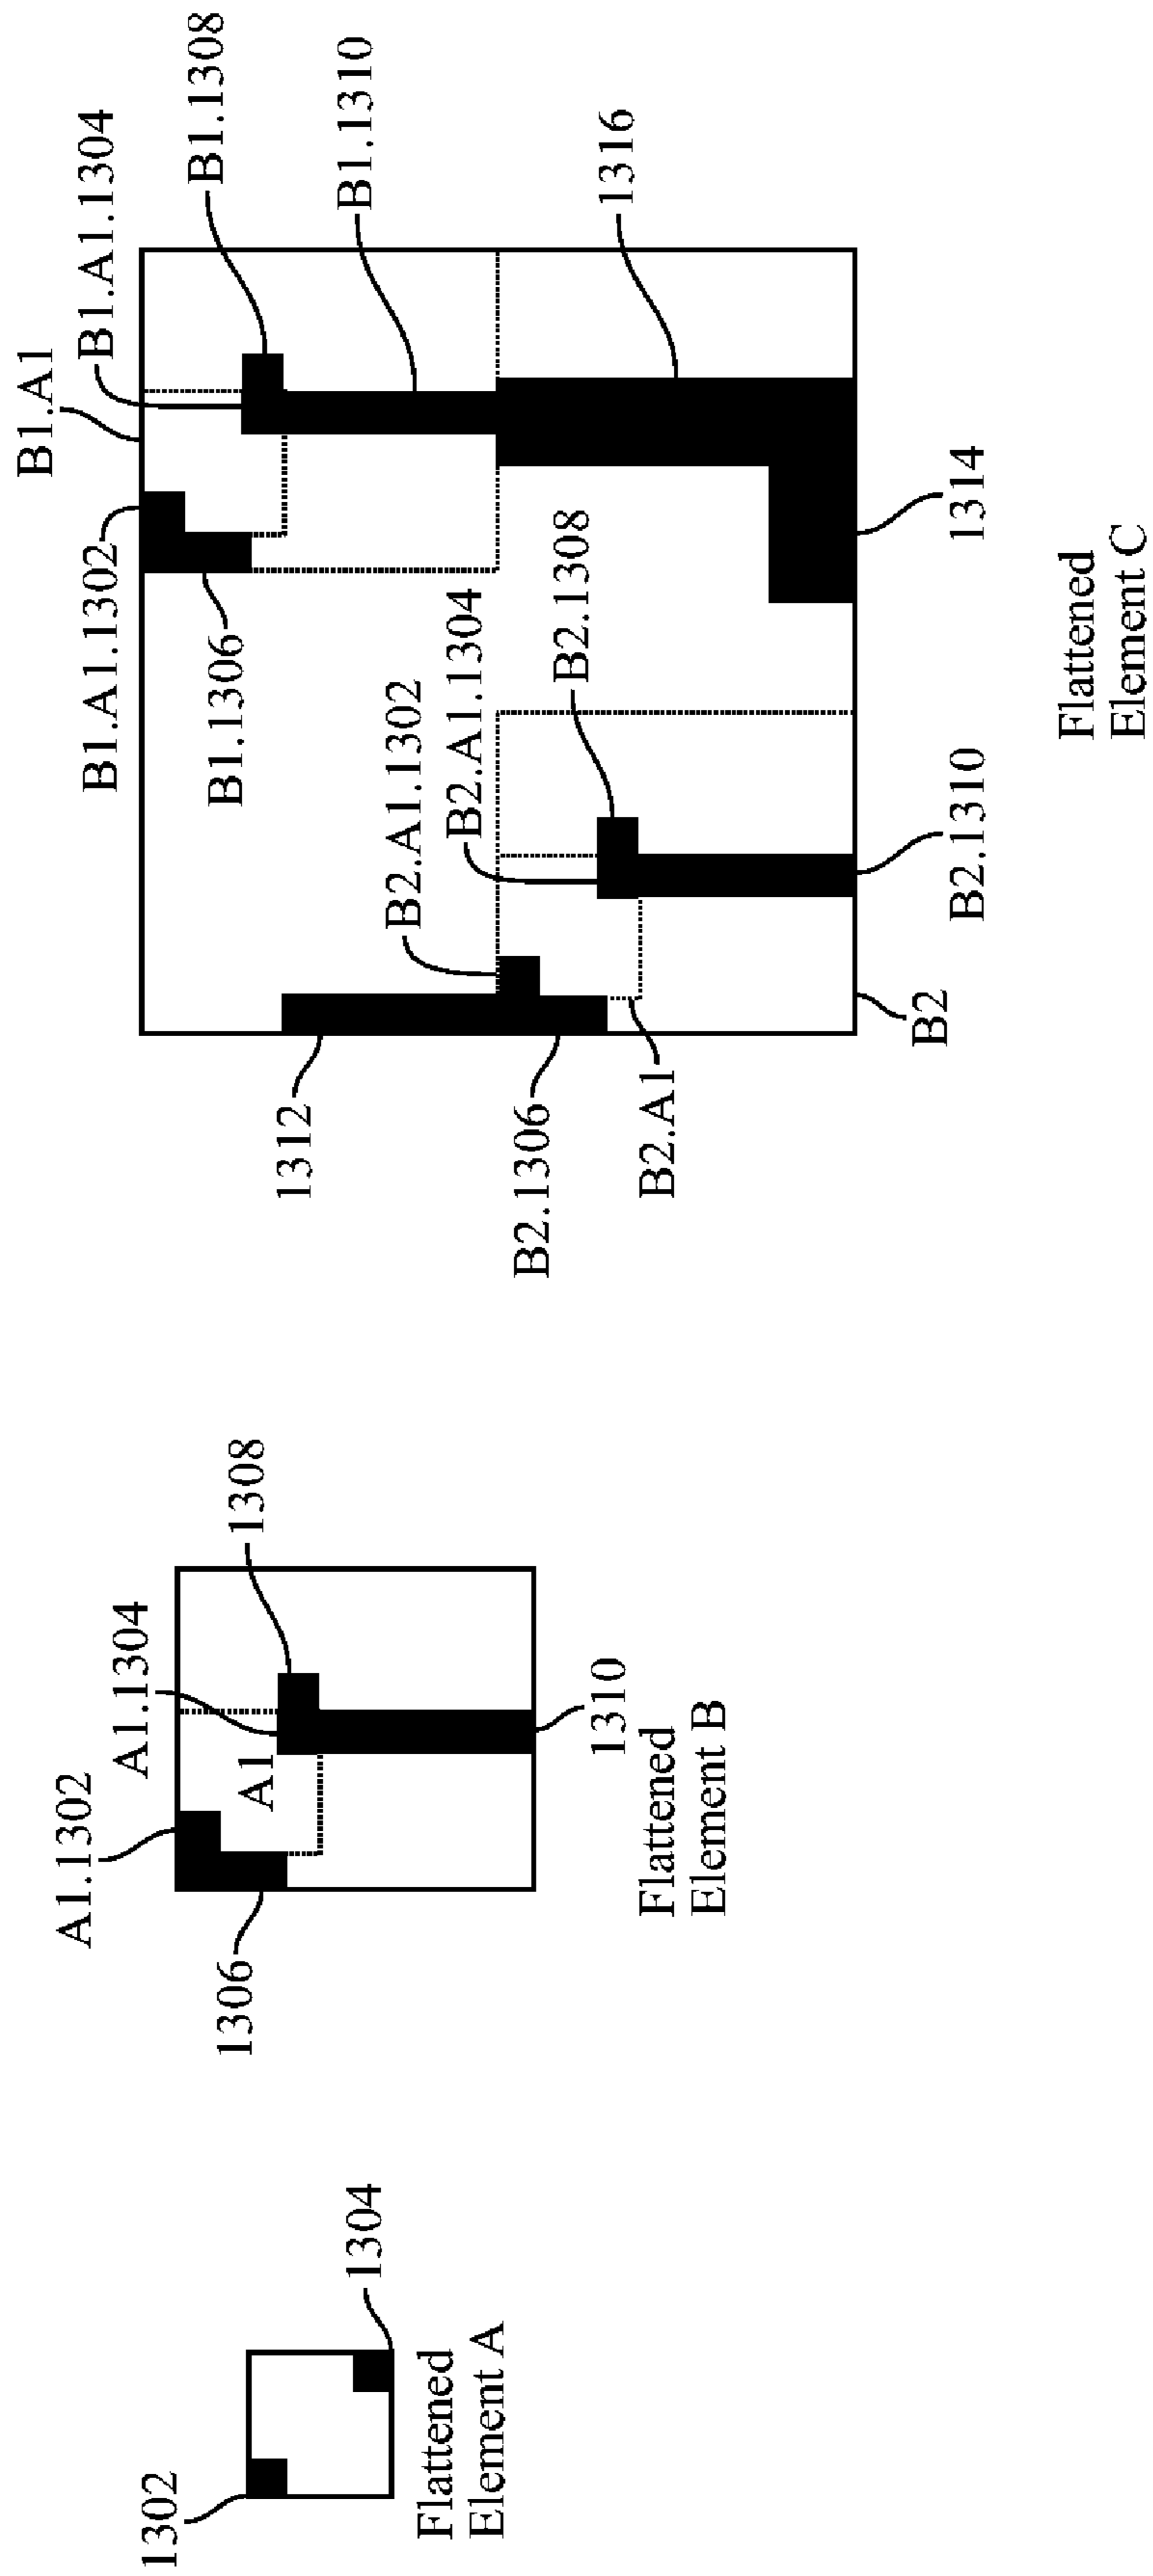 1302
1304
Flattened
Element A
A1.1302
A1.1304
1306
A1
1308
1310
Flattened
Element B
B1.A1
B1.A1.1302
B1.A1.1304
B1.1308
B1.1306
B1.1310
1312
B2.A1.1302
B2.A1.1304
B2.1308
1316
B2.1306
B2.A1
B2
B2.1310
1314
Flattened
Element C